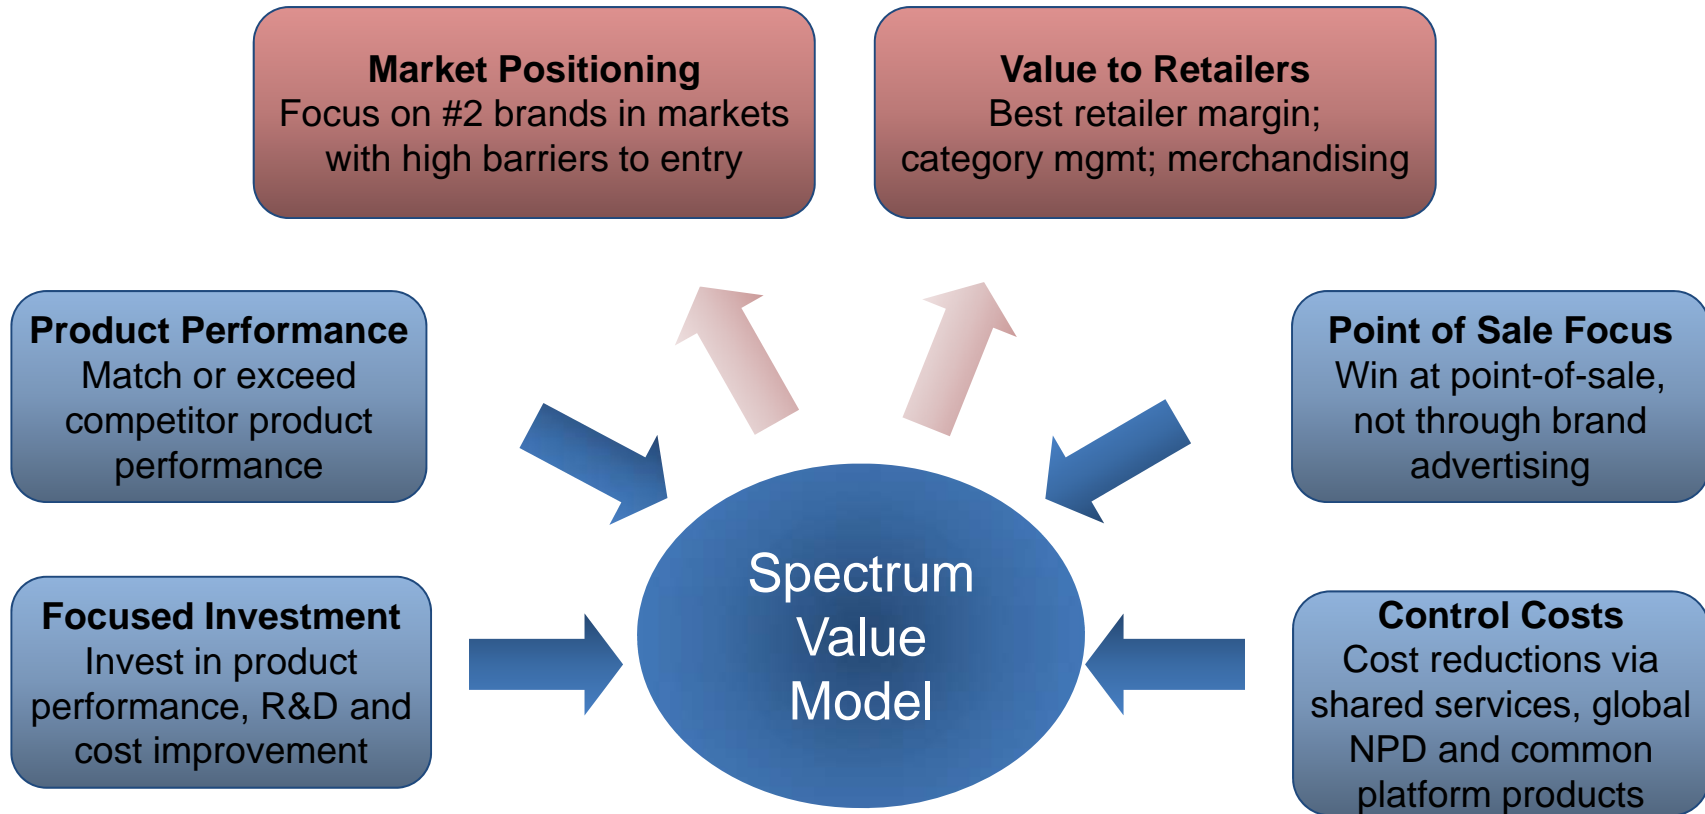 Market Positioning
Focus on #2 brands in markets
with high barriers to entry
Value to Retailers
Best retailer margin;
category mgmt; merchandising
Product Performance
Match or exceed
competitor product
performance
Point of Sale Focus
Win at point-of-sale,
not through brand
advertising
Focused Investment
Invest in product
performance, R&D and
cost improvement
Spectrum
Value
Model
Control Costs
Cost reductions via
shared services, global
NPD and common
platform products